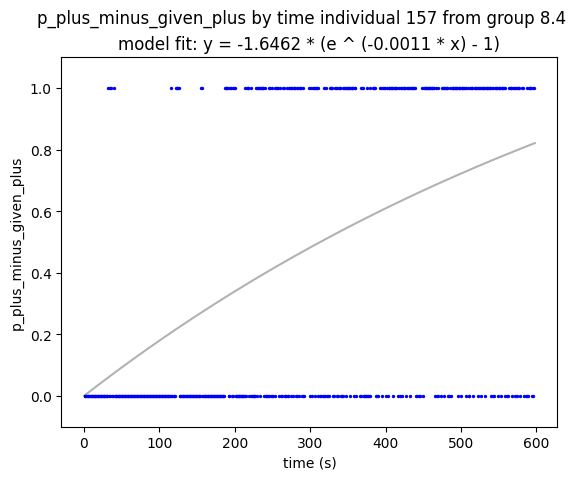 p_plus_minus_given_plus by time individual 157 from group 8.4
model fit: y = -1.6462 * (e ^ (-0.0011 * x) - 1)
1.0
0.8
0.6
0.4
0.2
0.0
p_plus_minus_given_plus
0 100 200 300 400 500 600
time (s)